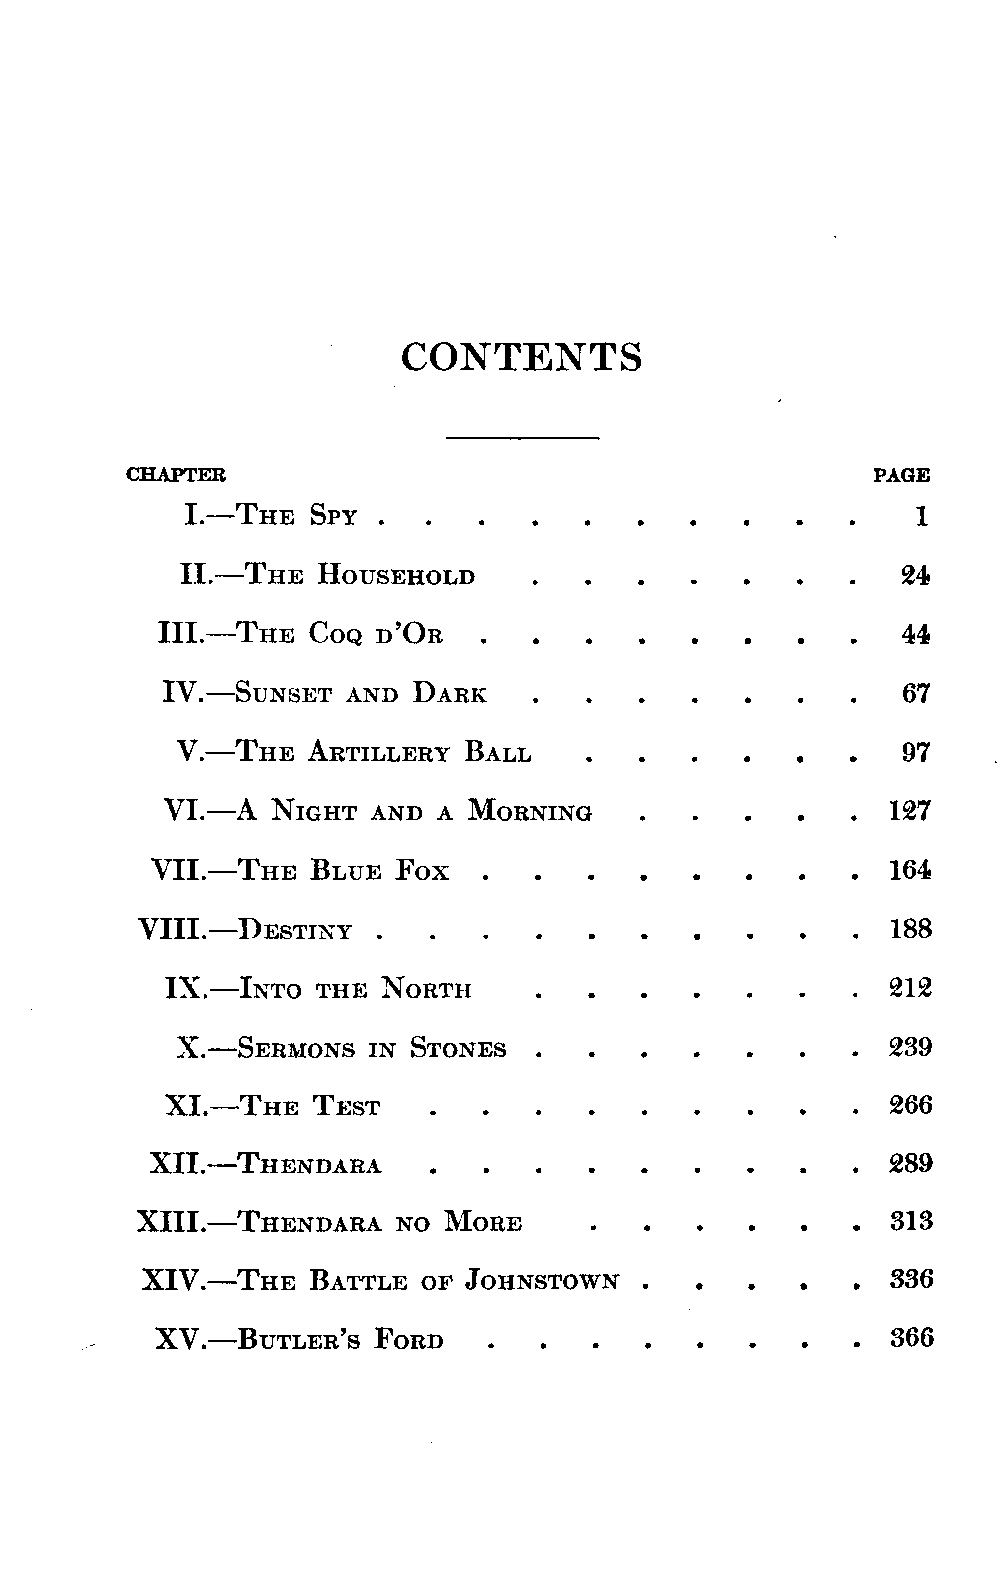 CONTENTS
CHAPTER PAGE
I.—The Spy . . . . . . . . . . 1
II.—The Household . . . . . . . 24
III.—The Coq d'Or . . . . . . . . 44
IV.—Sunset and Dark . . . . . . . 67
V.—The Artillery Ball . . . . . . 97
VI.—A Night and a Morning . . . . . 127
VII.—The Blue Fox . . . . . . . . 164
VIII.—Destiny . . . . . . . . . . 188
IX.—Into the North . . . . . . . 212
X.—Sermons in Stones . . . . . . . 239
XI.—The Test . . . . . . . . . 266
XII.—Thendara . . . . . . . . . 289
XIII.—Thendara no More . . . . . . 313
XIV.—The Battle of Johnstown . . . . . 336
XV.—Butler's Ford . . . . . . . . 366